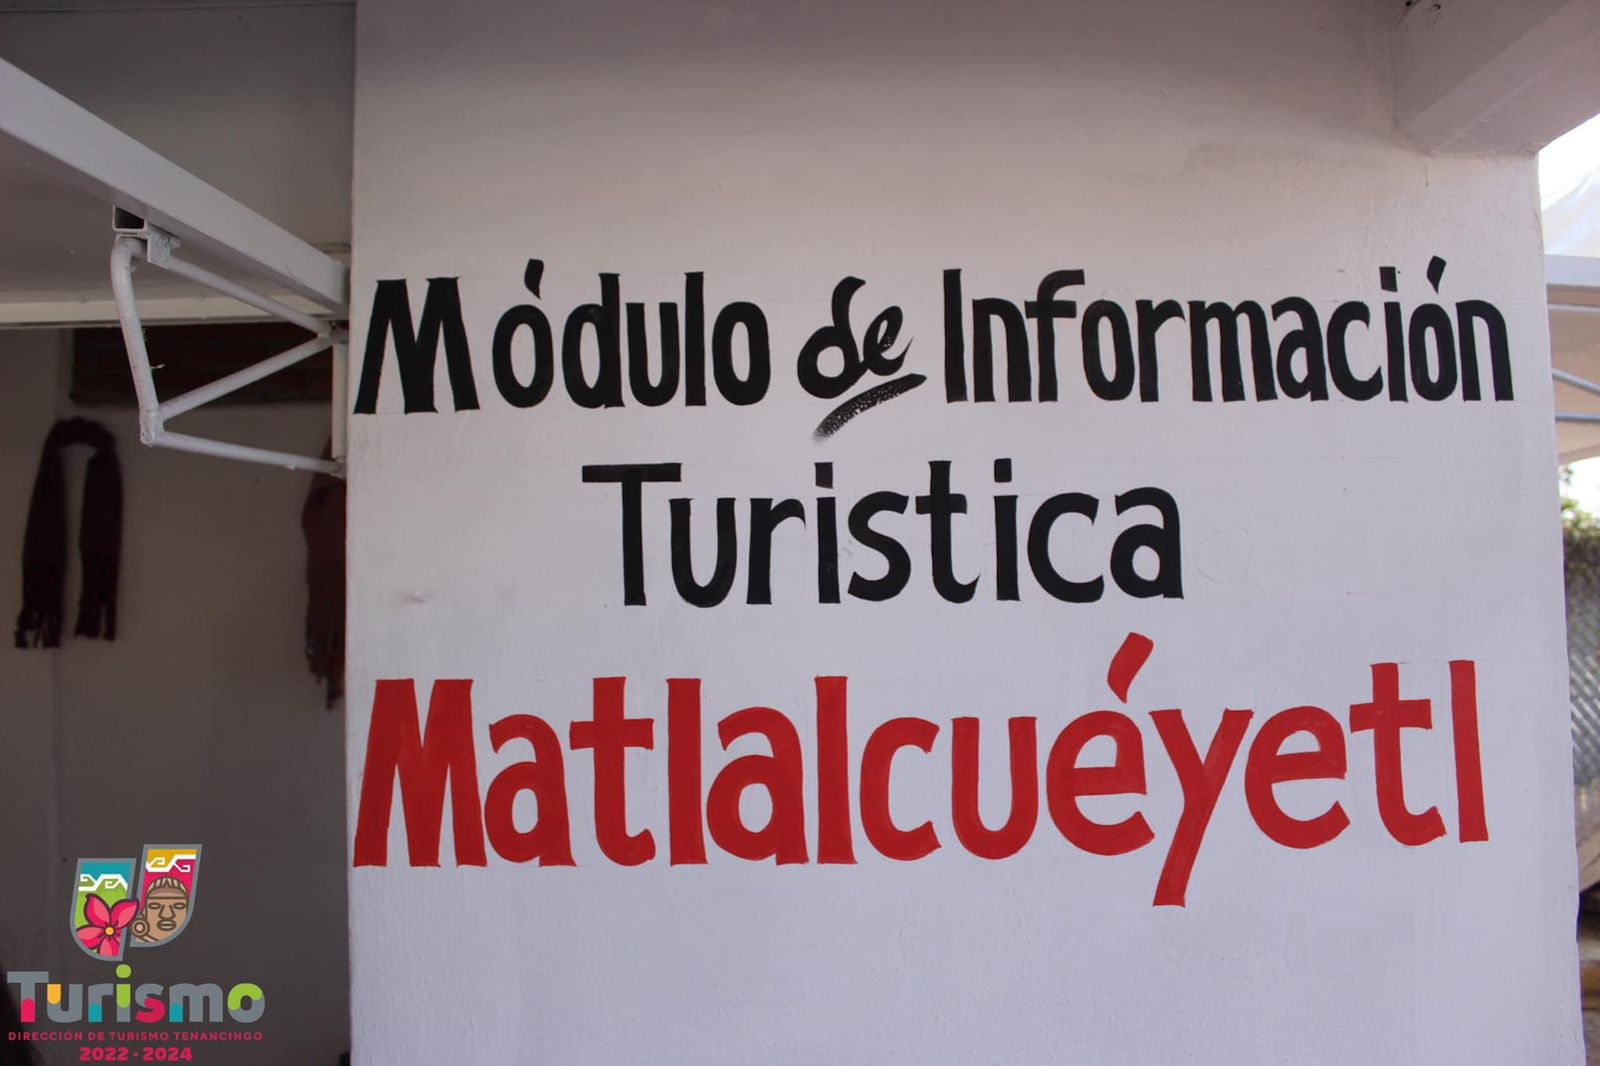 Módulo de Información
Turistica
Matlalcuéyetl
Turismo
DIRECCIÓN DE TURISMO TENANCINGO
2022 · 2024